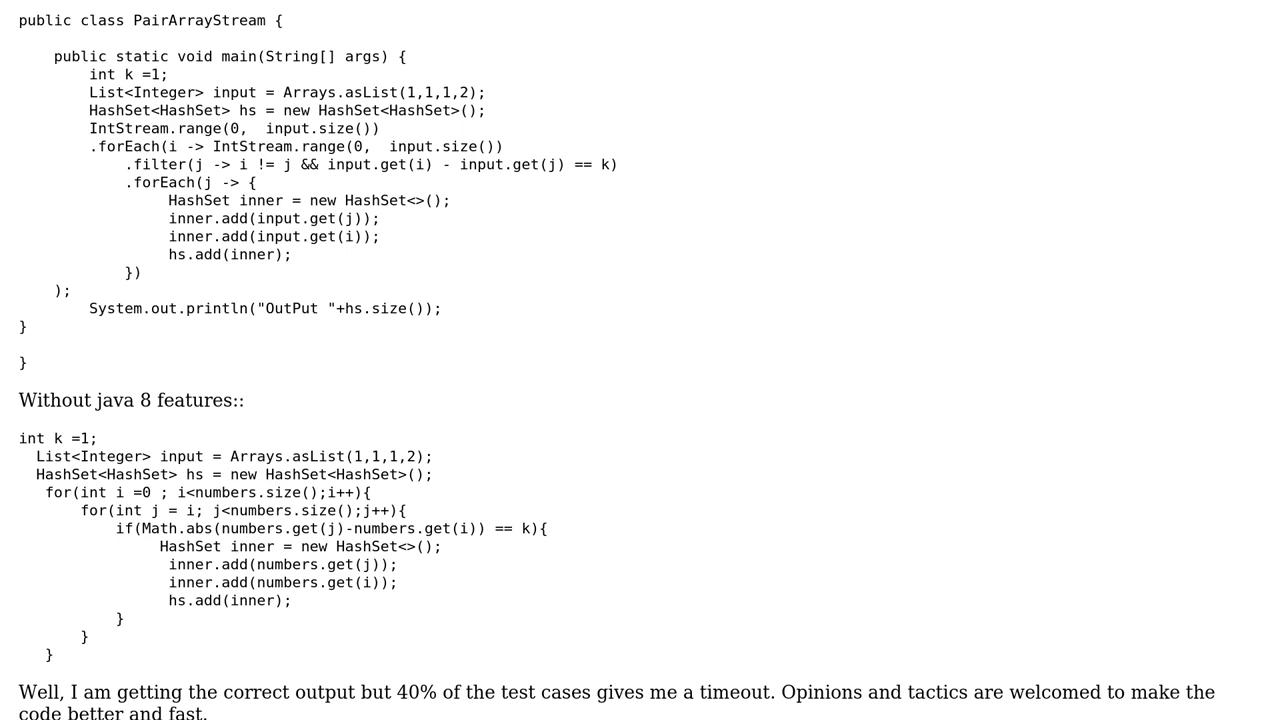 public class PairArrayStream {
public static void main(String[] args) {
int k =1;
List<Integer> input = Arrays.asList(1,1,1,2);
HashSet<HashSet> hs = new HashSet<HashSet>();
IntStream.range(0,  input.size())
.forEach(i -> IntStream.range(0,  input.size())
.filter(j -> i != j && input.get(i) - input.get(j) == k)
.forEach(j -> {
HashSet inner = new HashSet<>();
inner.add(input.get(j));
inner.add(input.get(i));
hs.add(inner);
})
);
System.out.println("OutPut "+hs.size());
}
}
Without java 8 features::
int k =1;
List<Integer> input = Arrays.asList(1,1,1,2);
HashSet<HashSet> hs = new HashSet<HashSet>();
for(int i =0 ; i<numbers.size();i++){
for(int j = i; j<numbers.size();j++){
if(Math.abs(numbers.get(j)-numbers.get(i)) == k){
HashSet inner = new HashSet<>();
inner.add(numbers.get(j));
inner.add(numbers.get(i));
hs.add(inner);
}
}
}
Well, I am getting the correct output but 40% of the test cases gives me a timeout. Opinions and tactics are welcomed to make the
code better and fast.